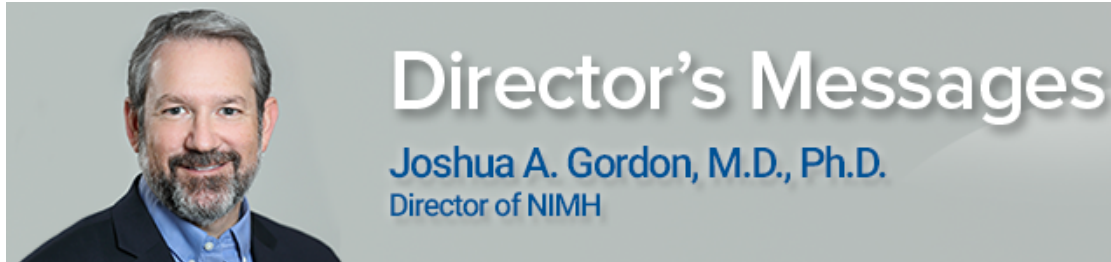 Director’s Messages
Joshua A. Gordon, M.D., Ph.D.
Director of NIMH